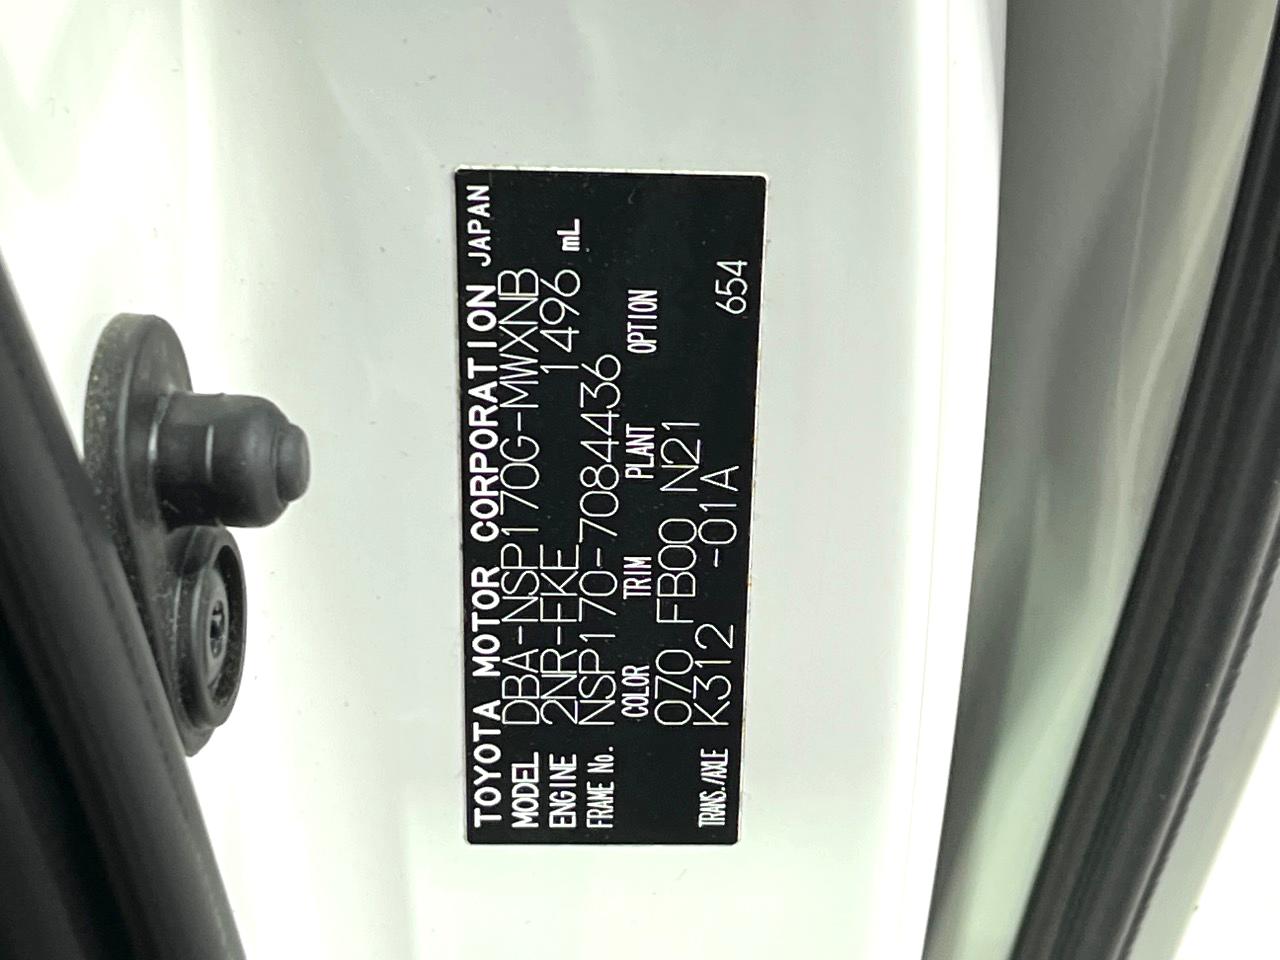 TOYOTA MOTOR CORPORATION JAPAN
MODEL DBA-NSP170G-MWXNB
ENGINE 2NR-FKE 1496 mL
FRAME No. NSP170-7084436
COLOR TRIM PLANT OPTION
070 FB00 N21
TRANS./AXLE K312 -01A 654